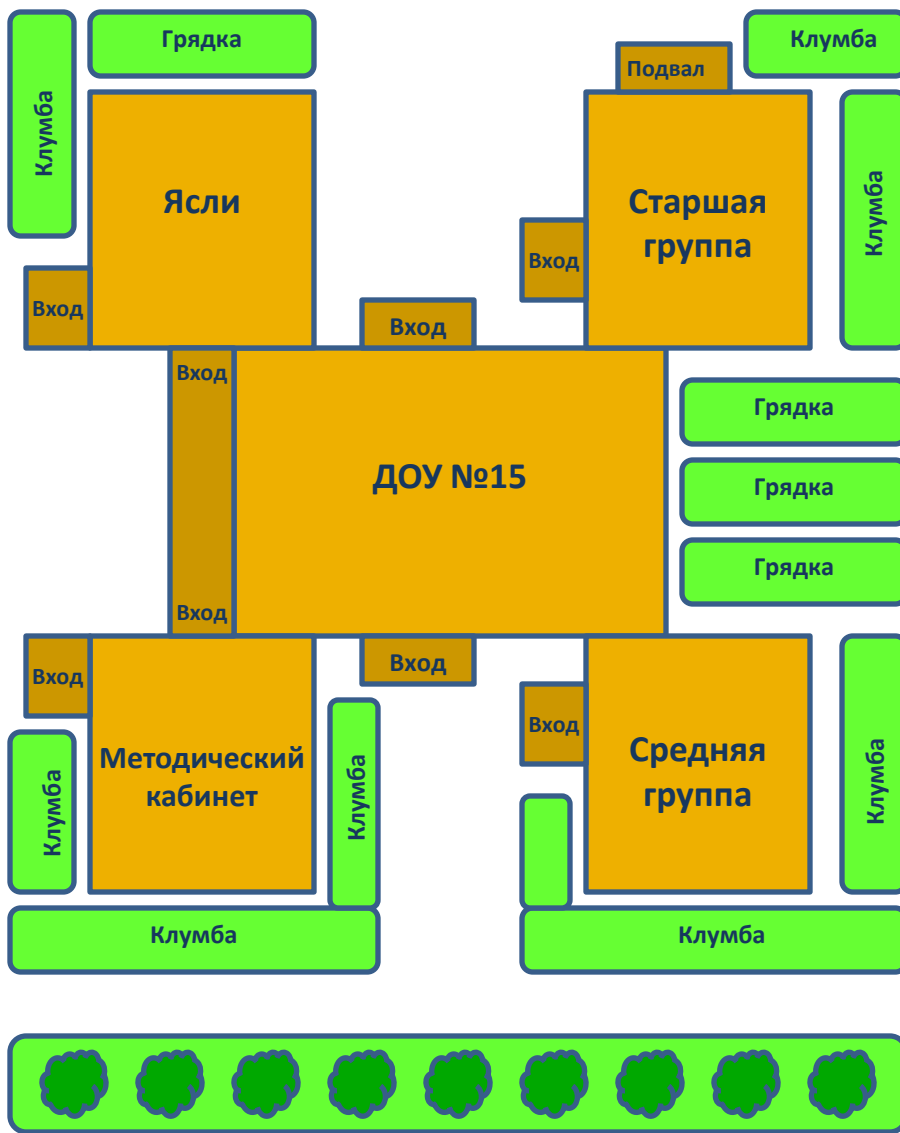 Грядка
Клумба
Подвал
Клумба
Ясли
Старшая
группа
Клумба
Вход
Вход
Вход
Вход
Грядка
ДОУ №15
Грядка
Грядка
Вход
Вход
Вход
Вход
Методический
кабинет
Средняя
группа
Клумба
Клумба
Клумба
Клумба
Клумба